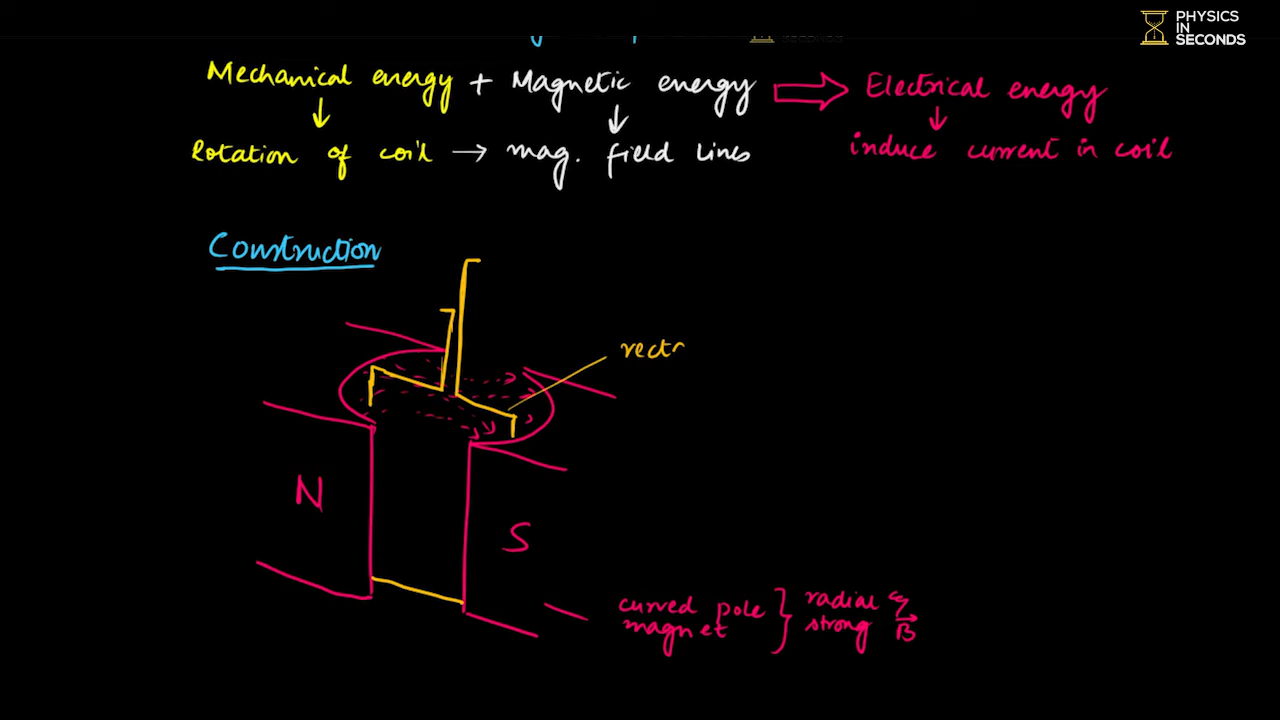 PHYSICS
IN
SECONDS
Mechanical energy + Magnetic energy ⇒ Electrical energy
↓ ↓ ↓
Rotation of coil → mag. field lines induce current in coil
Construction
rect
N
S
curved pole } radial &
magnet strong B